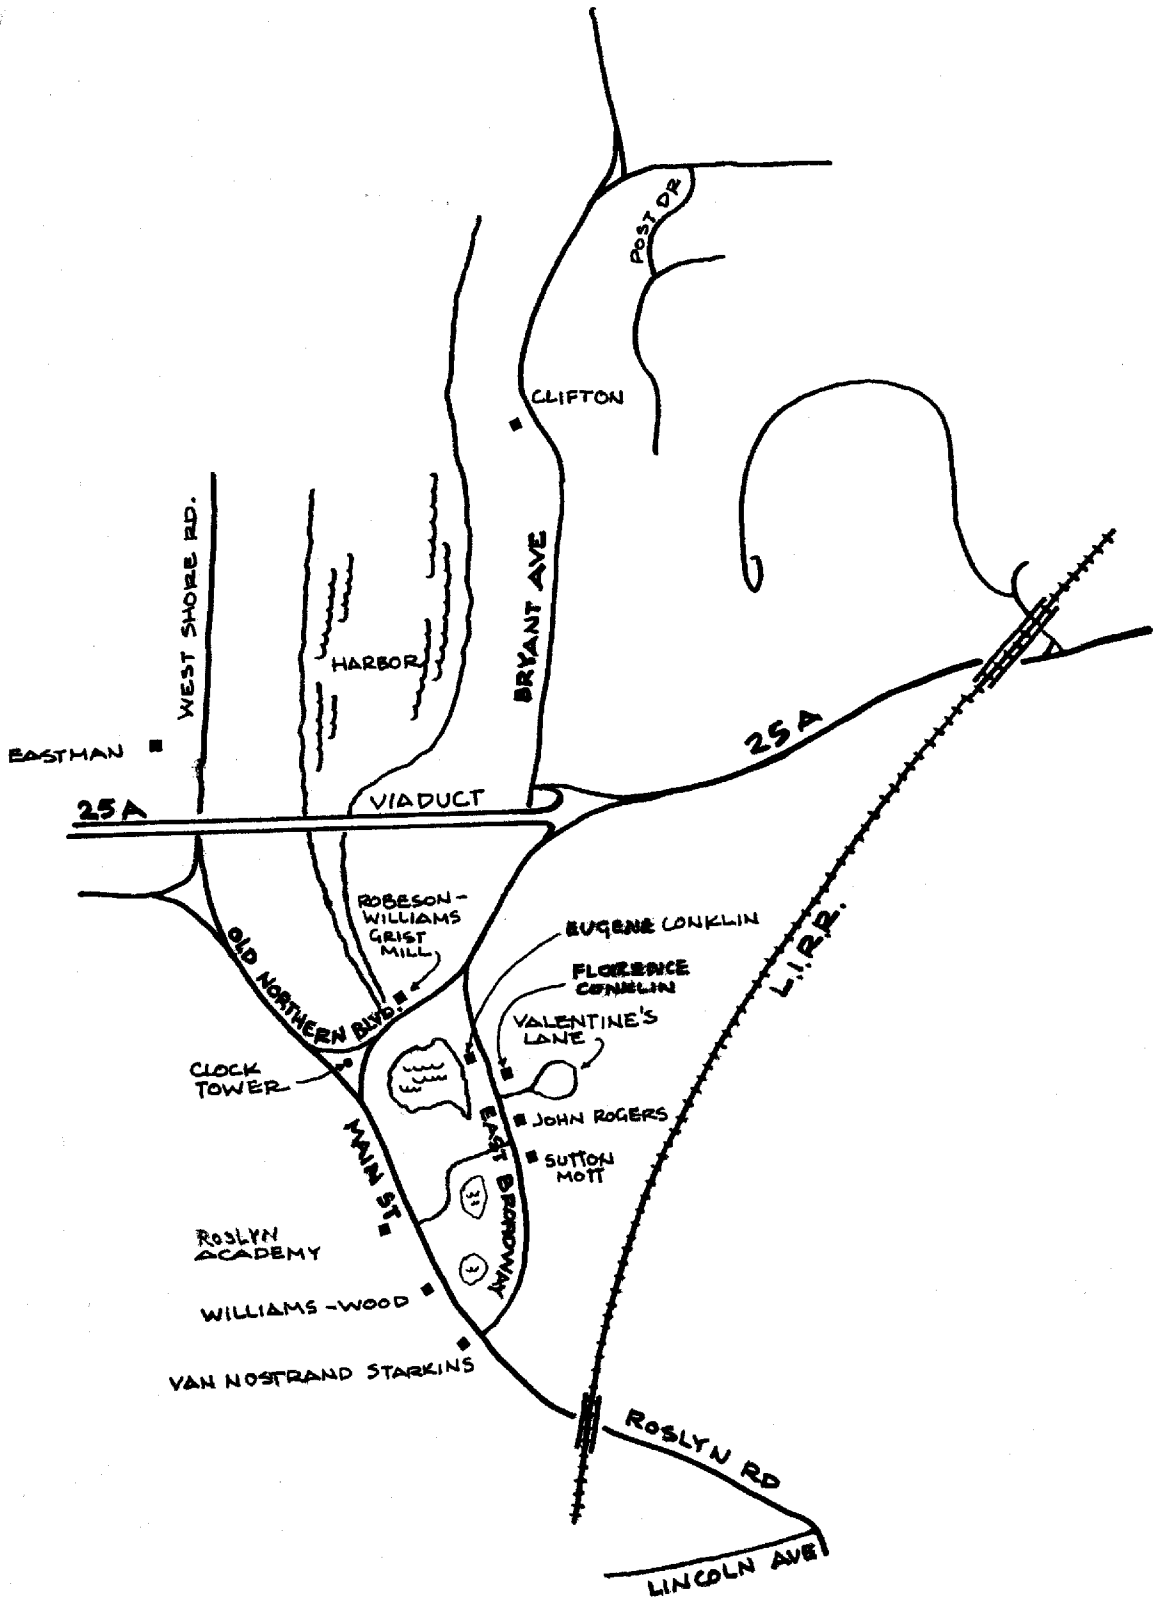 POST DR
CLIFTON
WEST SHORE RD.
BRYANT AVE
HARBOR
EASTMAN
25A
25A
VIADUCT
ROBESON-
WILLIAMS
GRIST
MILL
EUGENE CONKLIN
FLORENCE
CONKLIN
L.I.R.R.
OLD NORTHERN BLVD.
VALENTINE'S
LANE
CLOCK
TOWER
JOHN ROGERS
MAIN ST.
EAST BROADWAY
SUTTON
MOTT
ROSLYN
ACADEMY
WILLIAMS-WOOD
VAN NOSTRAND STARKINS
ROSLYN RD
LINCOLN AVE